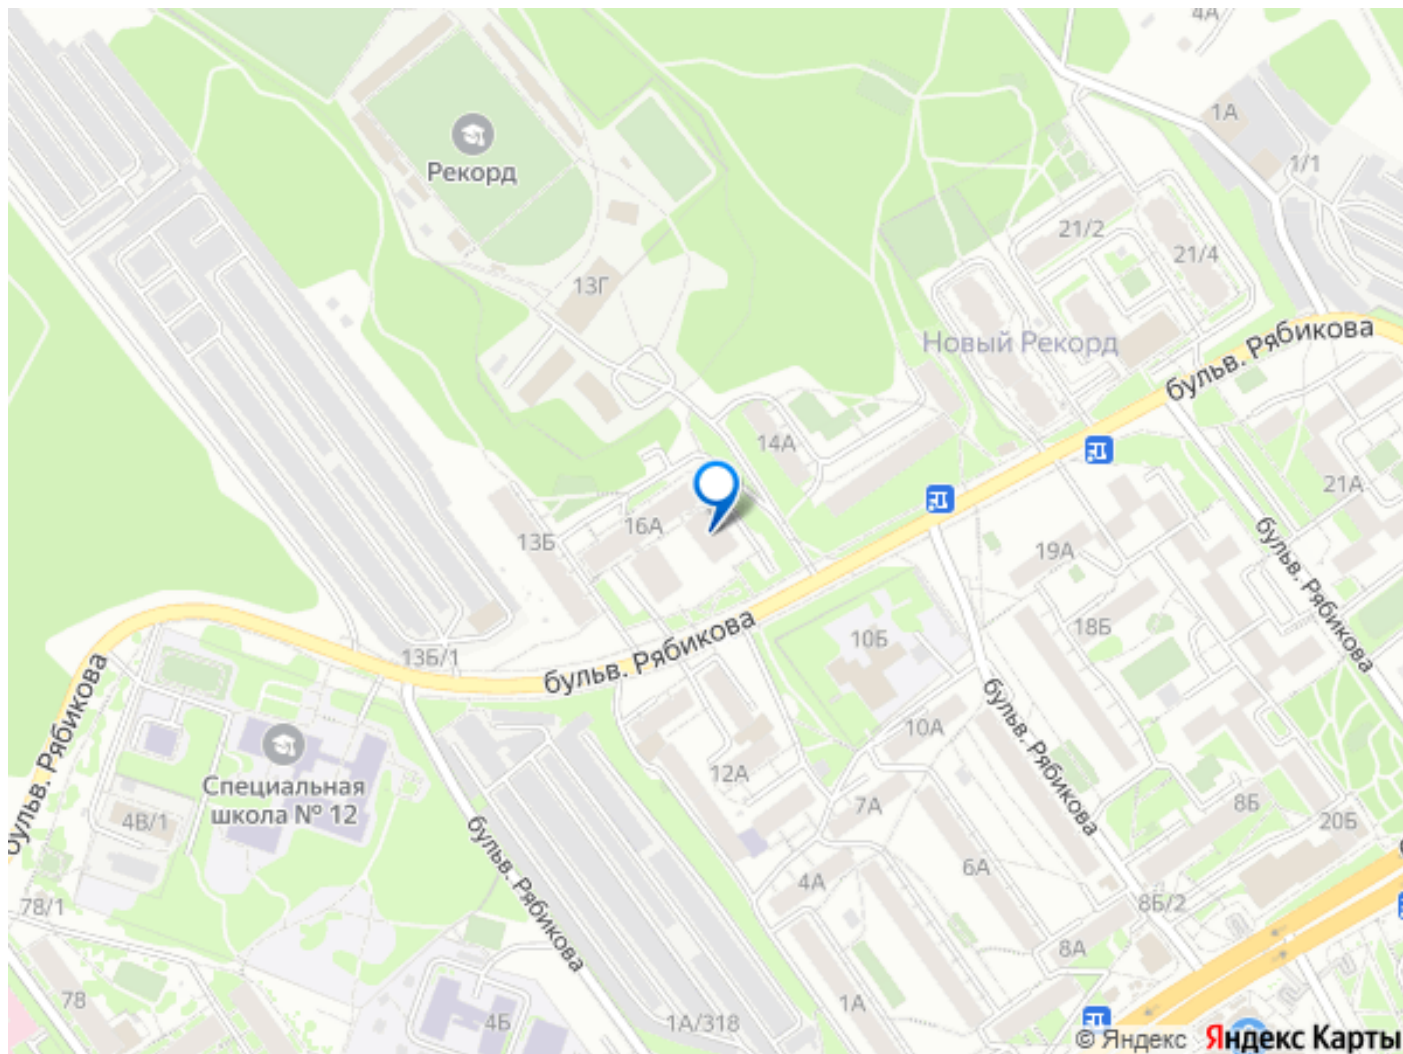 4А
1А
1/1
Рекорд
21/2
21/4
13Г
Новый Рекорд
бульв. Рябикова
14А
21А
16А
13Б
19А
бульв. Рябикова
18Б
10Б
бульв. Рябикова
13Б/1
бульв. Рябикова
бульв. Рябикова
10А
Специальная
школа № 12
12А
7А
8Б
20Б
4В/1
бульв. Рябикова
6А
4А
78/1
8Б/2
8А
78
4Б
1А/318
1А
© Яндекс Яндекс Карты